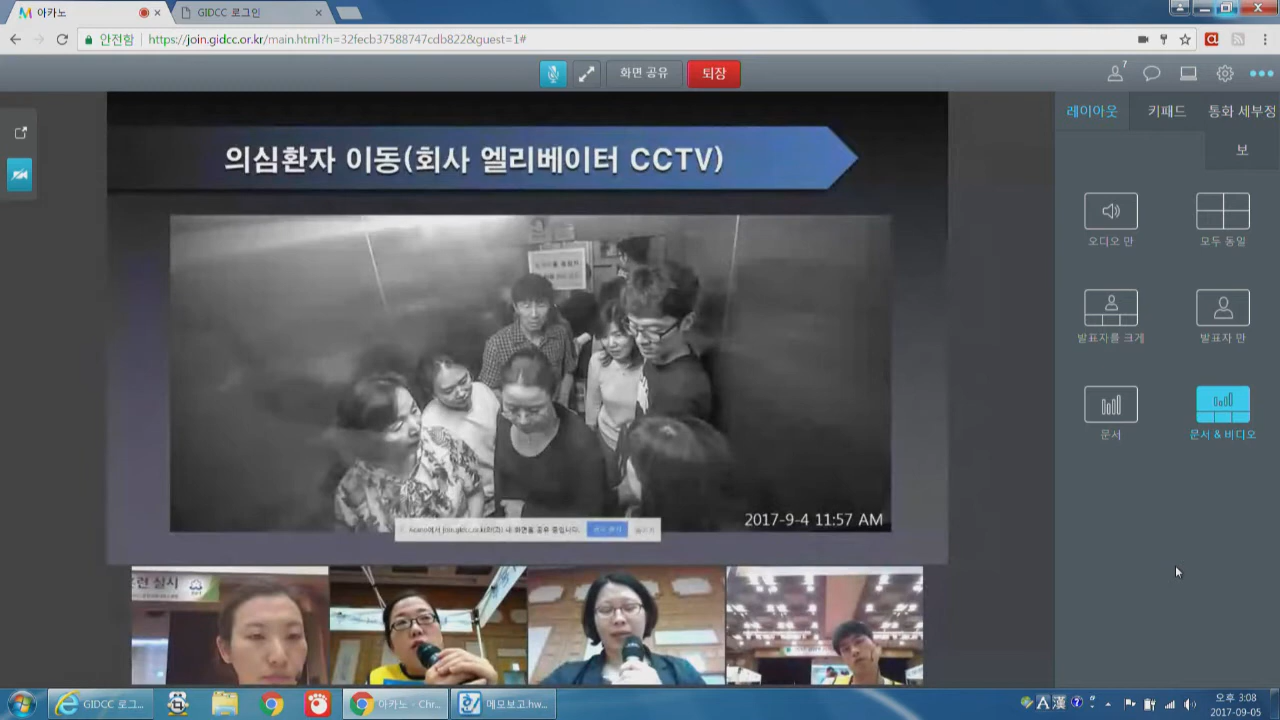 아카노
GIDCC 로그인
안전함
https://join.gidcc.or.kr/main.html?h=32fecb37588747cdb822&guest=1#
화면 공유
퇴장
7
레이아웃
키패드
통화 세부정
보
의심환자 이동(회사 엘리베이터 CCTV)
오디오 만
모두 동일
발표자를 크게
발표자 만
문서
문서 & 비디오
2017-9-4 11:57 AM
련 실시
GIDCC 로그...
아카노 - Chr...
메모보고.hw...
A 漢
오후 3:08
2017-09-05